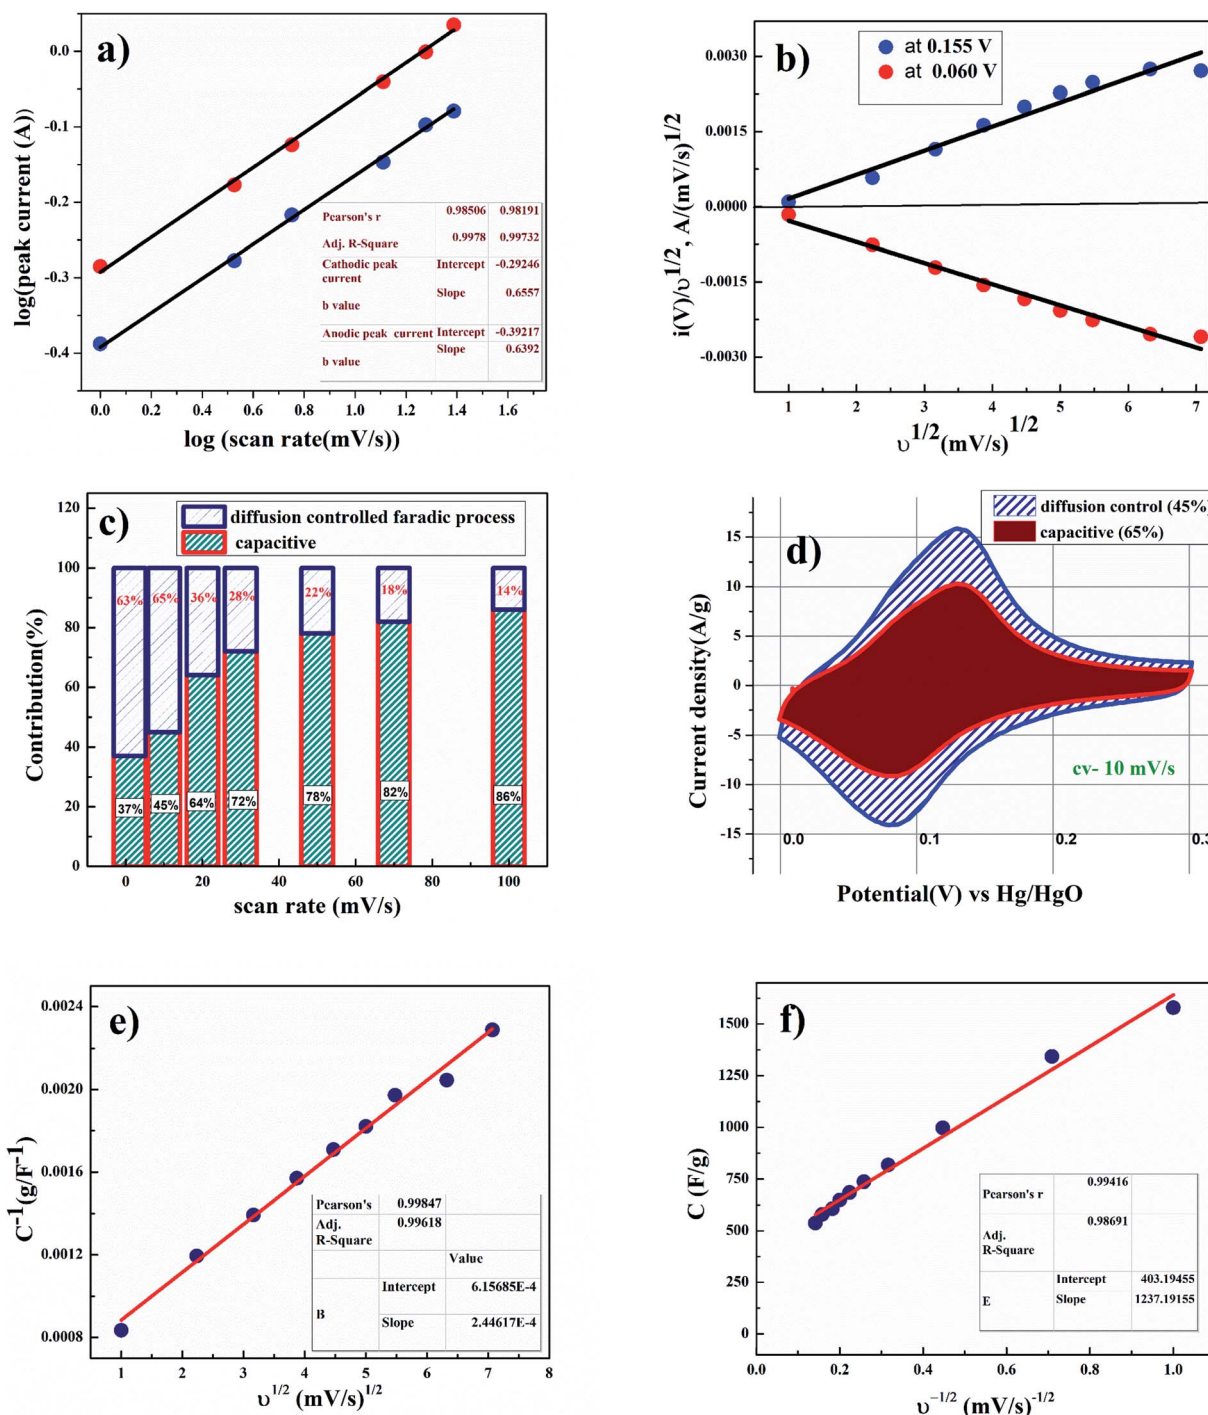 a)
log(peak current (A))
0.0
-0.1
-0.2
-0.3
-0.4
Pearson's r 0.98506 0.98191
Adj. R-Square 0.9978 0.99732
Cathodic peak current Intercept -0.29246
b value Slope 0.6557
Anodic peak current Intercept -0.39217
b value Slope 0.6392
0.0 0.2 0.4 0.6 0.8 1.0 1.2 1.4 1.6
log (scan rate(mV/s))
b)
at 0.155 V
at 0.060 V
i(V)/υ1/2, A/(mV/s)1/2
0.0030
0.0015
0.0000
-0.0015
-0.0030
1 2 3 4 5 6 7
υ1/2(mV/s)1/2
c)
diffusion controlled faradic process
capacitive
Contribution(%)
120
100
80
60
40
20
0
63% 65% 36% 28% 22% 18% 14%
37% 45% 64% 72% 78% 82% 86%
0 20 40 60 80 100
scan rate (mV/s)
d)
diffusion control (45%)
capacitive (65%)
Current density(A/g)
15
10
5
0
-5
-10
-15
cv- 10 mV/s
0.0 0.1 0.2 0.3
Potential(V) vs Hg/HgO
e)
C-1(g/F-1)
0.0024
0.0020
0.0016
0.0012
0.0008
Pearson's 0.99847
Adj. R-Square 0.99618
Value
B Intercept 6.15685E-4
Slope 2.44617E-4
1 2 3 4 5 6 7 8
υ1/2 (mV/s)1/2
f)
C (F/g)
1500
1250
1000
750
500
250
0
Pearson's r 0.99416
Adj. R-Square 0.98691
E Intercept 403.19455
Slope 1237.19155
0.0 0.2 0.4 0.6 0.8 1.0
υ-1/2 (mV/s)-1/2